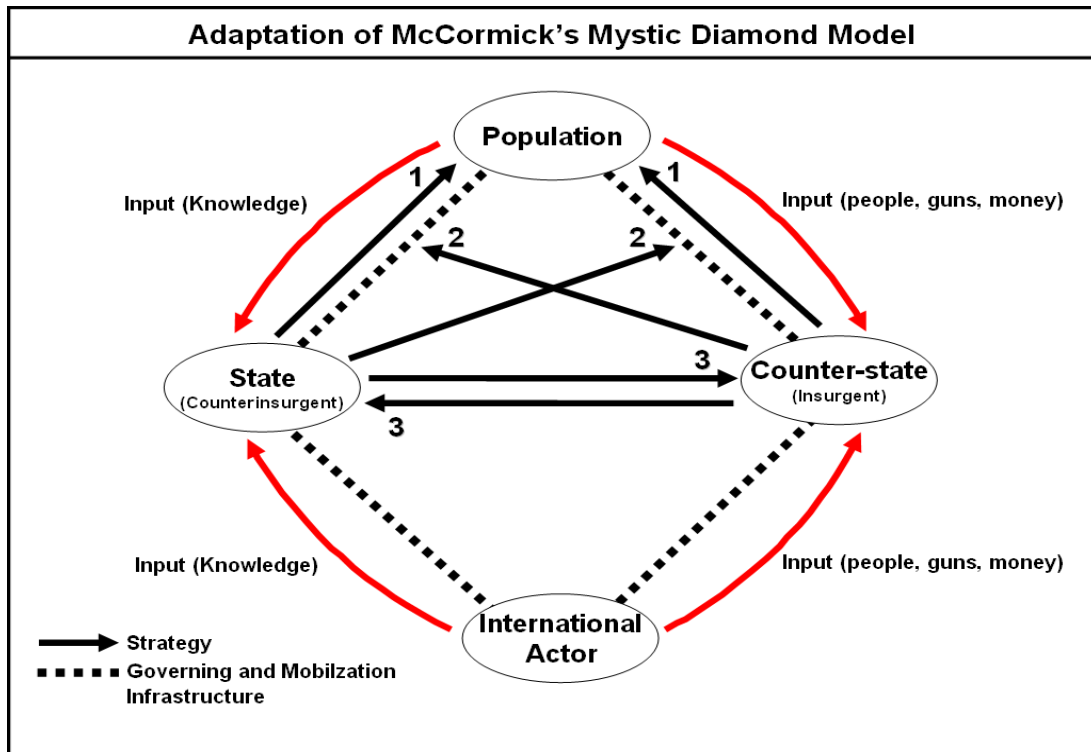 Adaptation of McCormick's Mystic Diamond Model
Population
1
1
Input (Knowledge)
Input (people, guns, money)
2
2
State
(Counterinsurgent)
3
Counter-state
(Insurgent)
3
Input (Knowledge)
Input (people, guns, money)
International
Actor
Strategy
Governing and Mobilzation
Infrastructure